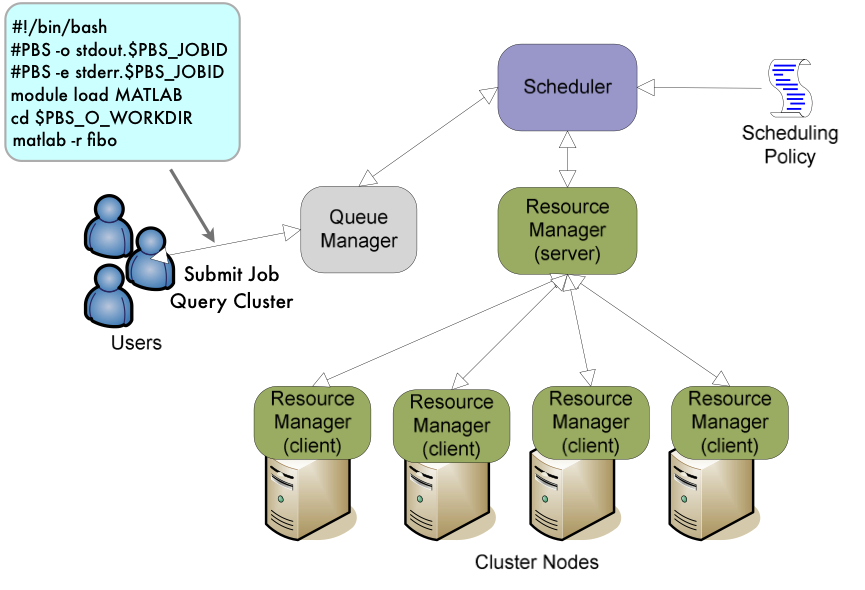 #!/bin/bash
#PBS -o stdout.$PBS_JOBID
#PBS -e stderr.$PBS_JOBID
module load MATLAB
cd $PBS_O_WORKDIR
matlab -r fibo
Scheduler
Scheduling
Policy
Queue
Manager
Resource
Manager
(server)
Submit Job
Query Cluster
Users
Resource
Manager
(client)
Resource
Manager
(client)
Resource
Manager
(client)
Resource
Manager
(client)
Cluster Nodes